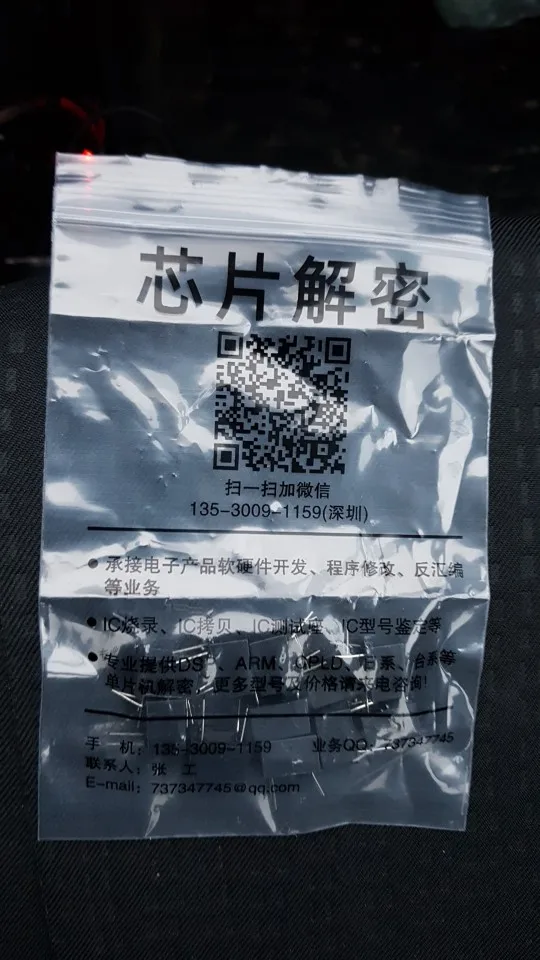 芯片解密
扫一扫加微信
135-3009-1159(深圳)
● 承接电子产品软硬件开发、程序修改、反汇编
等业务
● IC烧录、IC拷贝、IC测试座、IC型号鉴定等
● 专业提供DS、ARM、CPLD、日系、台系等
单片机解密，更多型号及价格请来电咨询!
手 机: 135-3009-1159 业务QQ: 737347745
联系人: 张 工
E-mail: 737347745@qq.com